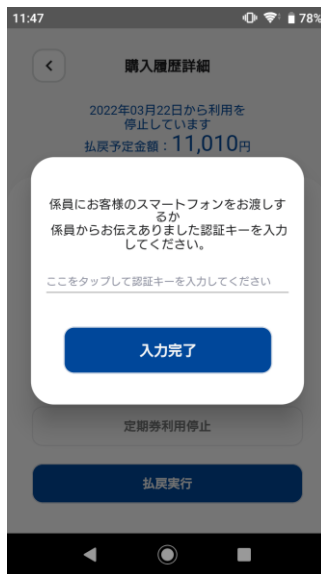 11:47
78%
購入履歴詳細
2022年03月22日から利用を
停止しています
払戻予定金額：11,010円
係員にお客様のスマートフォンをお渡しす
るか
係員からお伝えありました認証キーを入力
してください。
ここをタップして認証キーを入力してください
入力完了
定期券利用停止
払戻実行